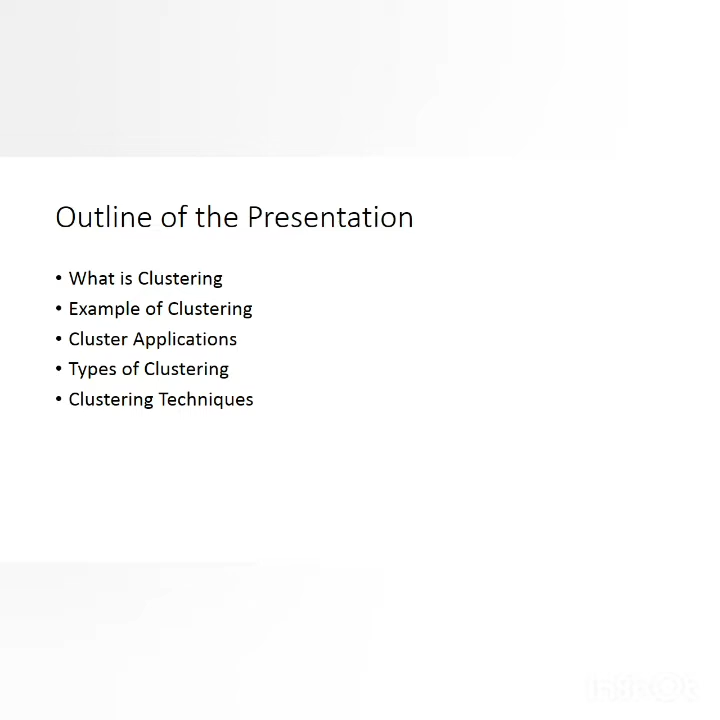 Outline of the Presentation
• What is Clustering
• Example of Clustering
• Cluster Applications
• Types of Clustering
• Clustering Techniques